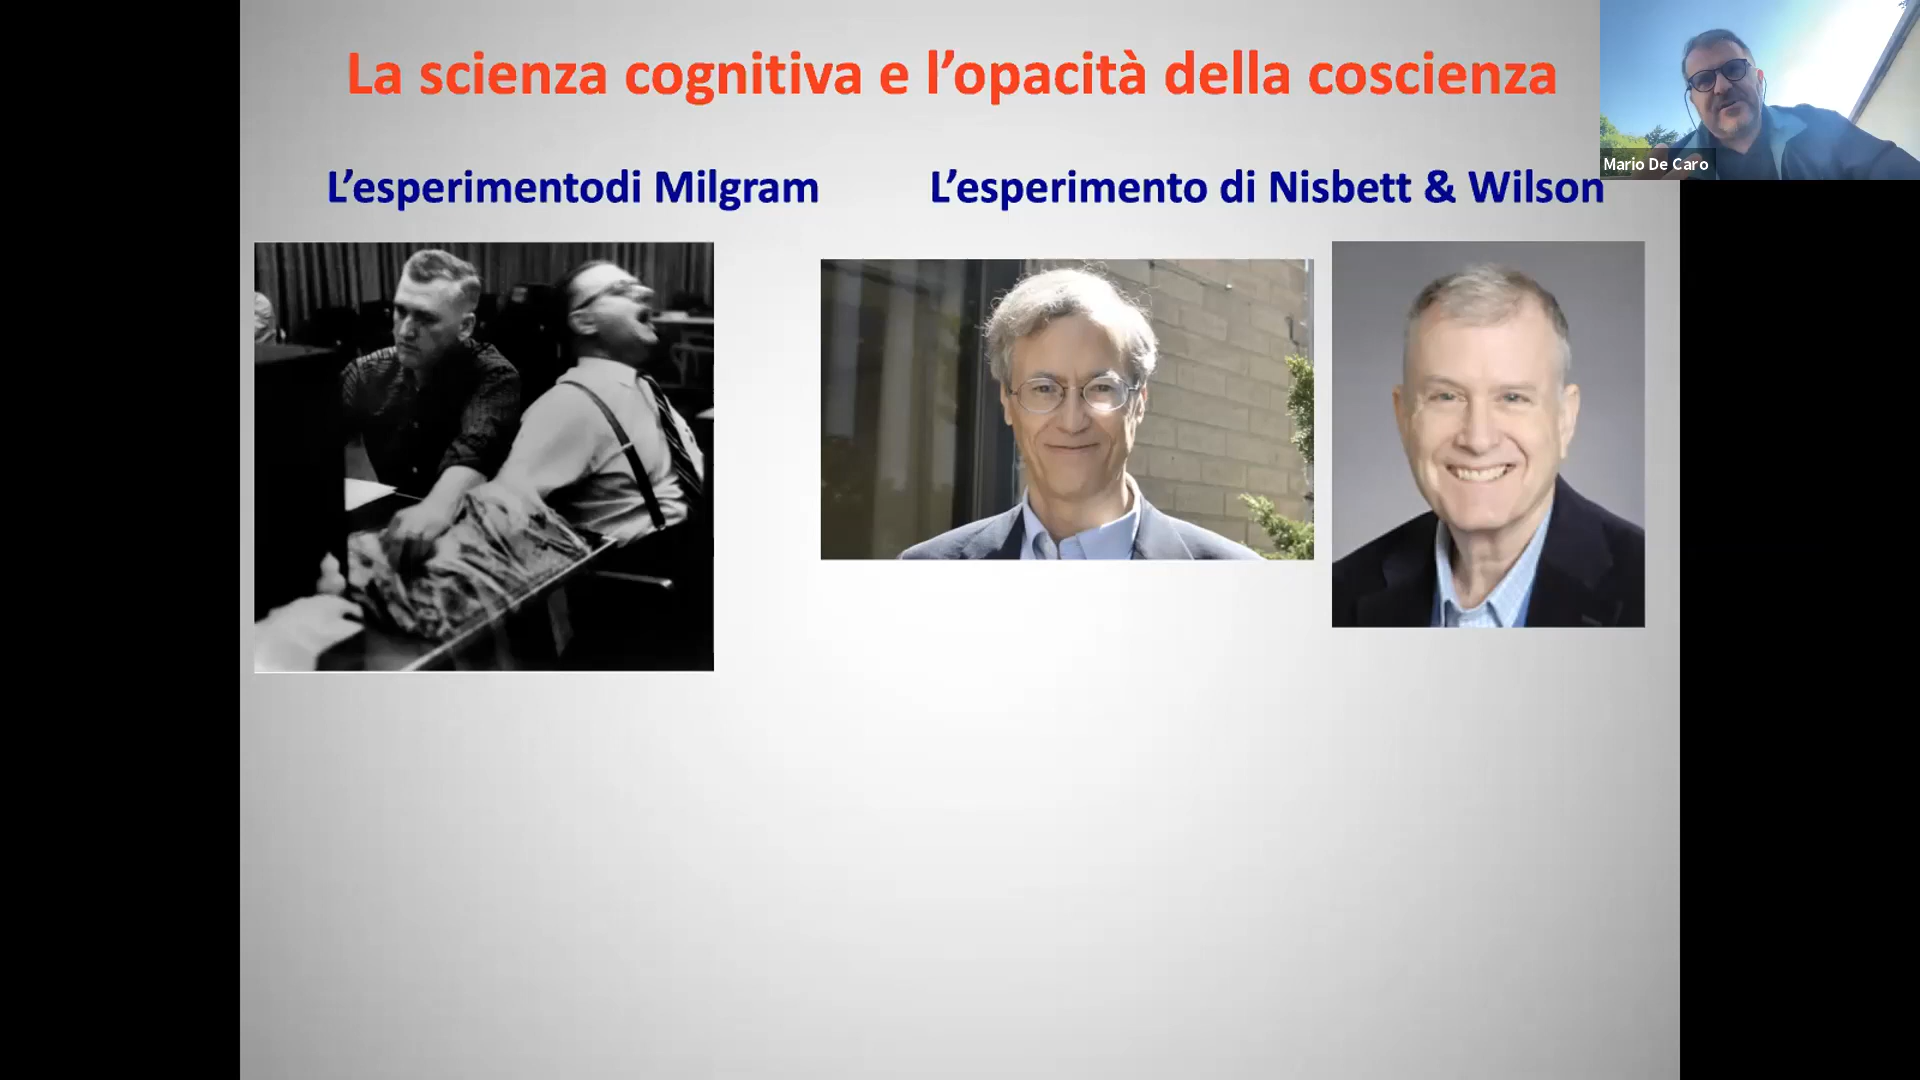 La scienza cognitiva e l’opacità della coscienza
Mario De Caro
L’esperimentodi Milgram
L’esperimento di Nisbett & Wilson